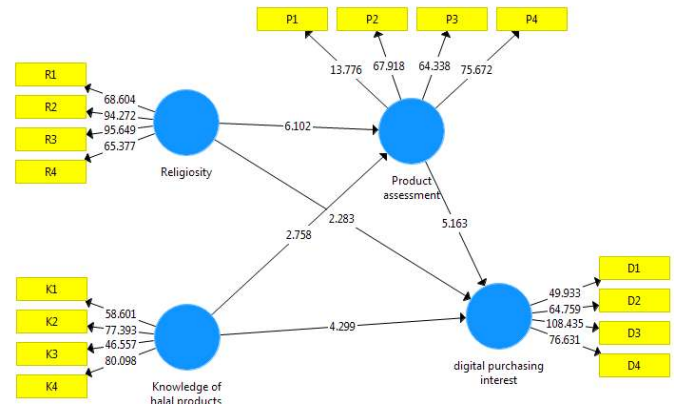 P1
P2
P3
P4
13.776
67.918
64.338
75.672
R1
R2
R3
R4
68.604
94.272
95.649
65.377
Religiosity
6.102
Product
assessment
2.283
2.758
5.163
K1
K2
K3
K4
58.601
77.393
46.557
80.098
Knowledge of
halal products
4.299
digital purchasing
interest
49.933
64.759
108.435
76.631
D1
D2
D3
D4